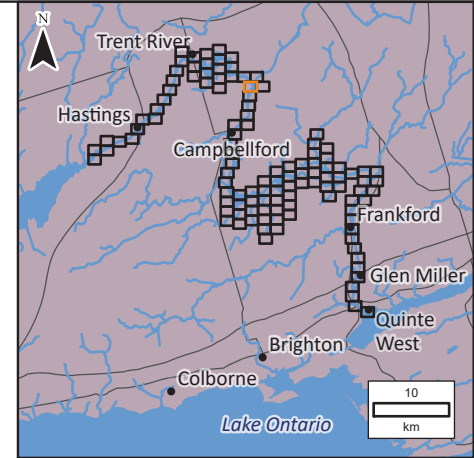 N
Trent River
Hastings
Campbellford
Frankford
Glen Miller
Quinte
West
Brighton
Colborne
10
km
Lake Ontario